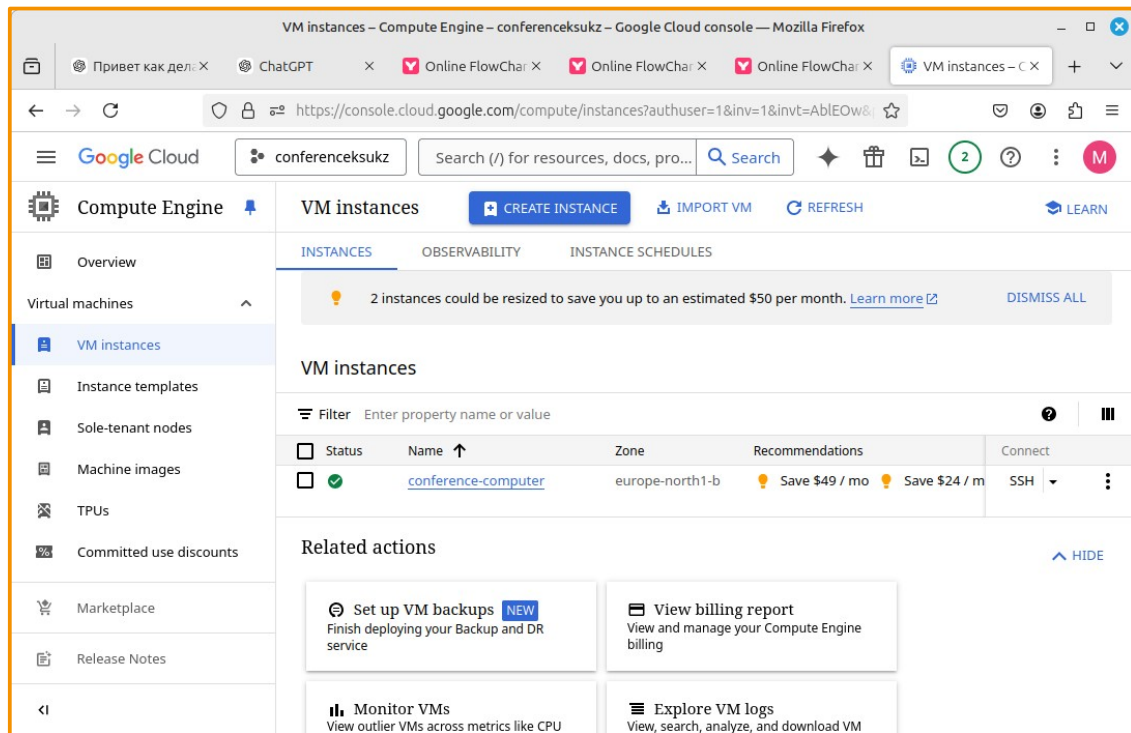 VM instances – Compute Engine – conferenceksukz – Google Cloud console — Mozilla Firefox
Привет как дела ChatGPT Online FlowChar Online FlowChar Online FlowChar VM instances – C
https://console.cloud.google.com/compute/instances?authuser=1&inv=1&invt=AblEOw&
Google Cloud conferenceksukz Search (/) for resources, docs, pro... Search 2 M
Compute Engine VM instances CREATE INSTANCE IMPORT VM REFRESH LEARN
INSTANCES OBSERVABILITY INSTANCE SCHEDULES
Overview
2 instances could be resized to save you up to an estimated $50 per month. Learn more DISMISS ALL
Virtual machines
VM instances
Instance templates
Sole-tenant nodes
Machine images
TPUs
Committed use discounts
Marketplace
Release Notes
VM instances
Filter Enter property name or value
Status Name Zone Recommendations Connect
conference-computer europe-north1-b Save $49 / mo Save $24 / m SSH
Related actions
HIDE
Set up VM backups NEW
Finish deploying your Backup and DR
service
View billing report
View and manage your Compute Engine
billing
Monitor VMs
View outlier VMs across metrics like CPU
Explore VM logs
View, search, analyze, and download VM